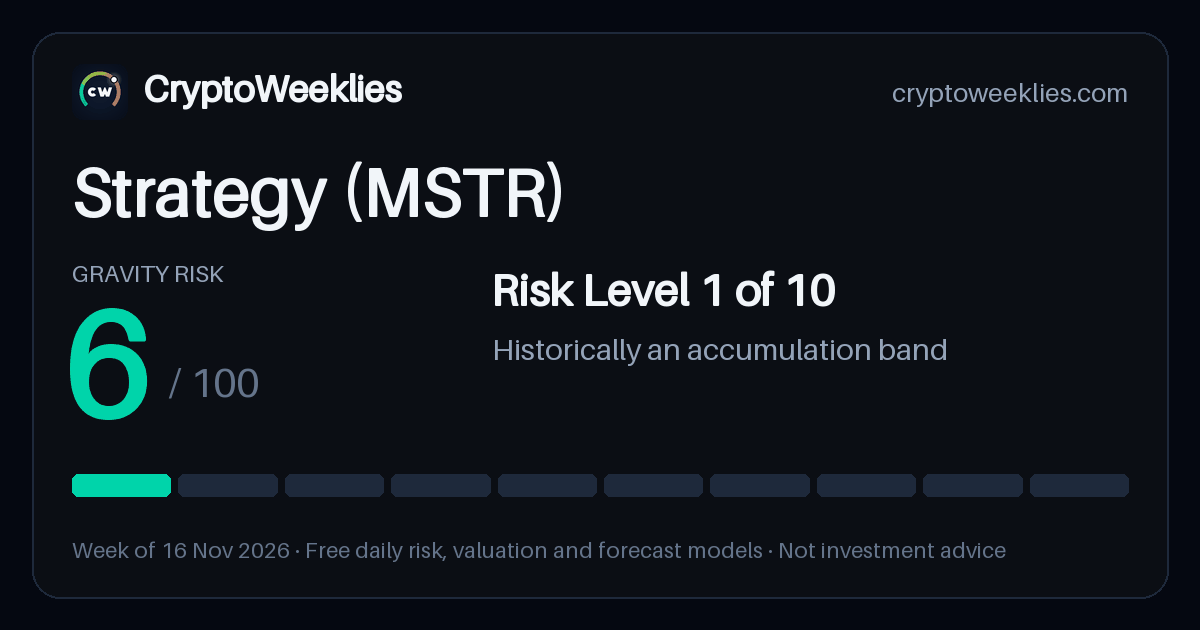 CW
CryptoWeeklies
cryptoweeklies.com
Strategy (MSTR)
GRAVITY RISK
6 / 100
Risk Level 1 of 10
Historically an accumulation band
Week of 16 Nov 2026 · Free daily risk, valuation and forecast models · Not investment advice